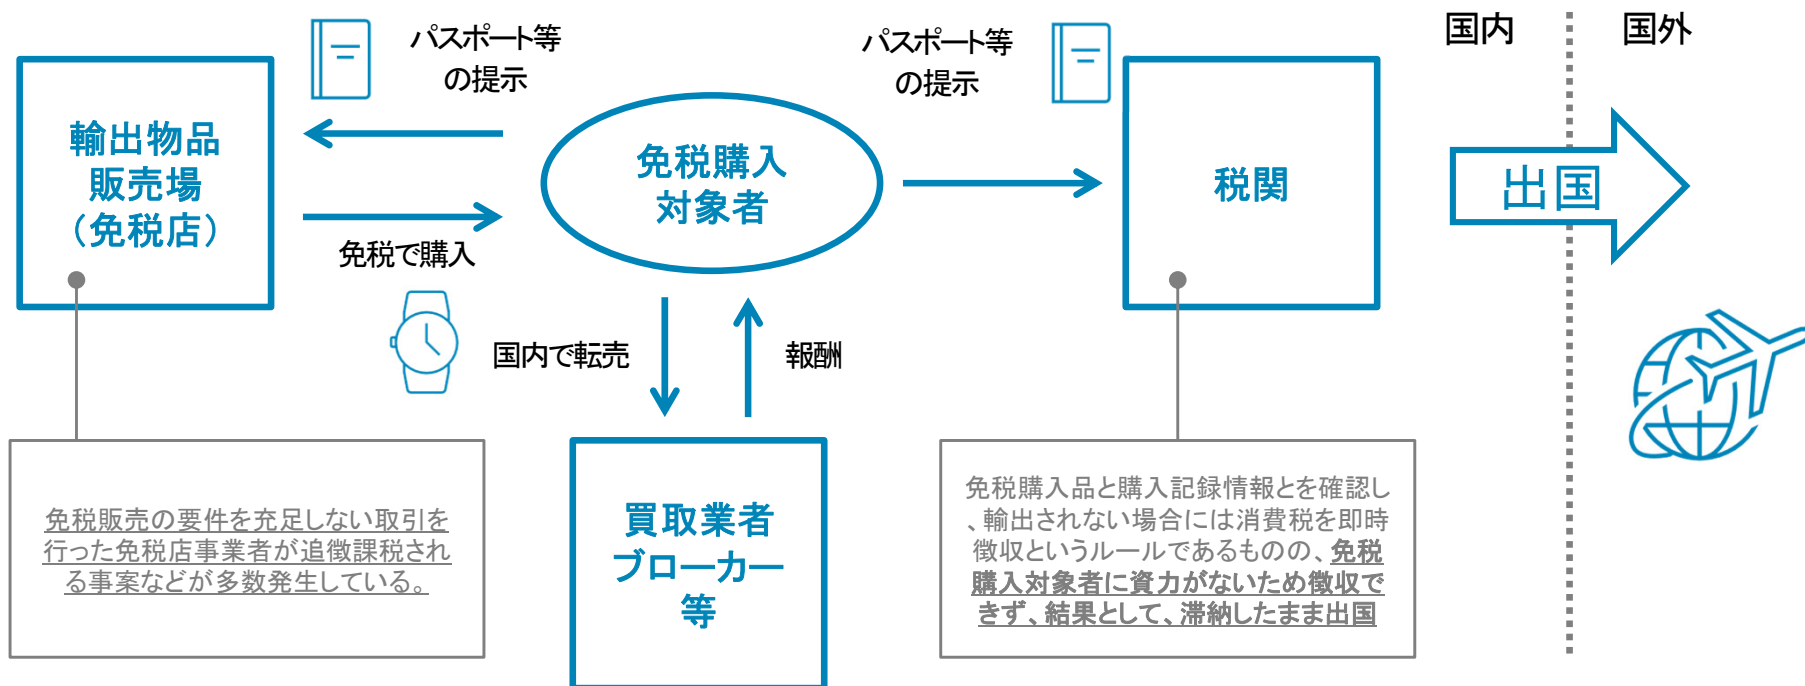 パスポート等
の提示
パスポート等
の提示
国内
国外
輸出物品
販売場
（免税店）
免税購入
対象者
税関
出国
免税で購入
国内で転売
報酬
買取業者
ブローカー
等
免税販売の要件を充足しない取引を
行った免税店事業者が追徴課税され
る事案などが多数発生している。
免税購入品と購入記録情報とを確認し
、輸出されない場合には消費税を即時
徴収というルールであるものの、免税
購入対象者に資力がないため徴収で
きず、結果として、滞納したまま出国